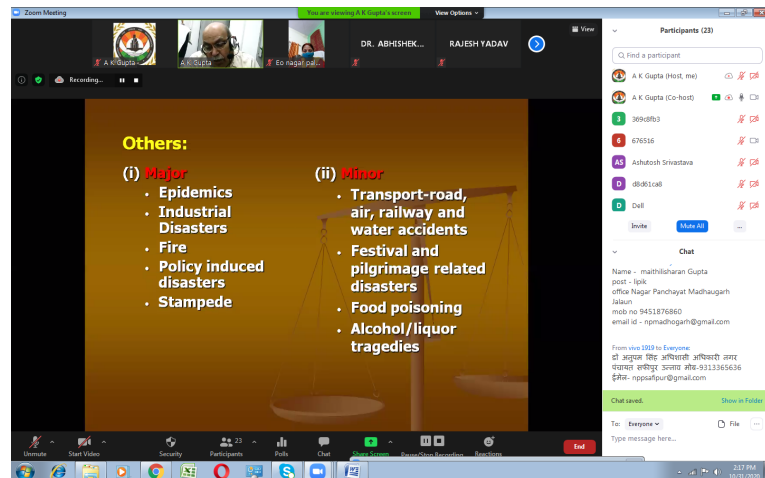 Zoom Meeting
You are viewing A K Gupta's screen View Options
View
A K Gupta
A K Gupta
Eo nagar pal...
DR. ABHISHEK...
RAJESH YADAV
Recording...
Others:
(i) Major
• Epidemics
• Industrial
Disasters
• Fire
• Policy induced
disasters
• Stampede
(ii) Minor
• Transport-road,
air, railway and
water accidents
• Festival and
pilgrimage related
disasters
• Food poisoning
• Alcohol/liquor
tragedies
Unmute
Start Video
Security
23
Participants
Polls
Chat
Share Screen
Pause/Stop Recording
Reactions
End
Participants (23)
Find a participant
A K Gupta (Host, me)
A K Gupta (Co-host)
3 369c8fb3
6 676516
AS Ashutosh Srivastava
D d8d61ca8
D Dell
Invite Mute All ...
Chat
Name - maithilisharan Gupta
post - lipik
office Nagar Panchayat Madhaugarh
Jalaun
mob no 9451876860
email id - npmadhogarh@gmail.com
From vivo 1919 to Everyone:
डॉ अनुपम सिंह अधिशासी अधिकारी नगर
पंचायत सफीपुर उन्नाव मोब-9313365636
ईमेल- nppsafipur@gmail.com
Chat saved. Show in Folder
To: Everyone File ...
Type message here...
2:17 PM
10/31/2020